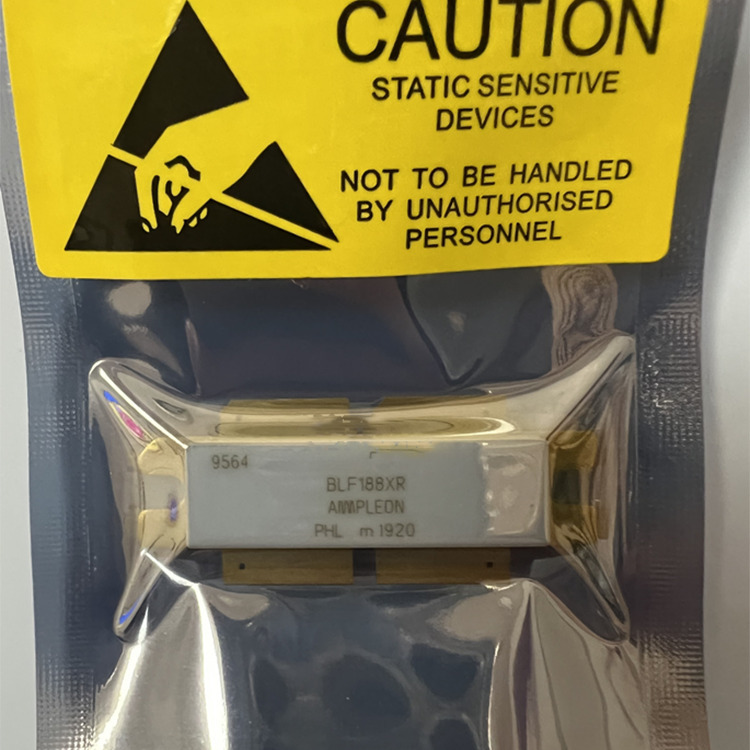 CAUTION
STATIC SENSITIVE
DEVICES
NOT TO BE HANDLED
BY UNAUTHORISED
PERSONNEL
9564
BLF188XR
AMPLEON
PHL m 1920